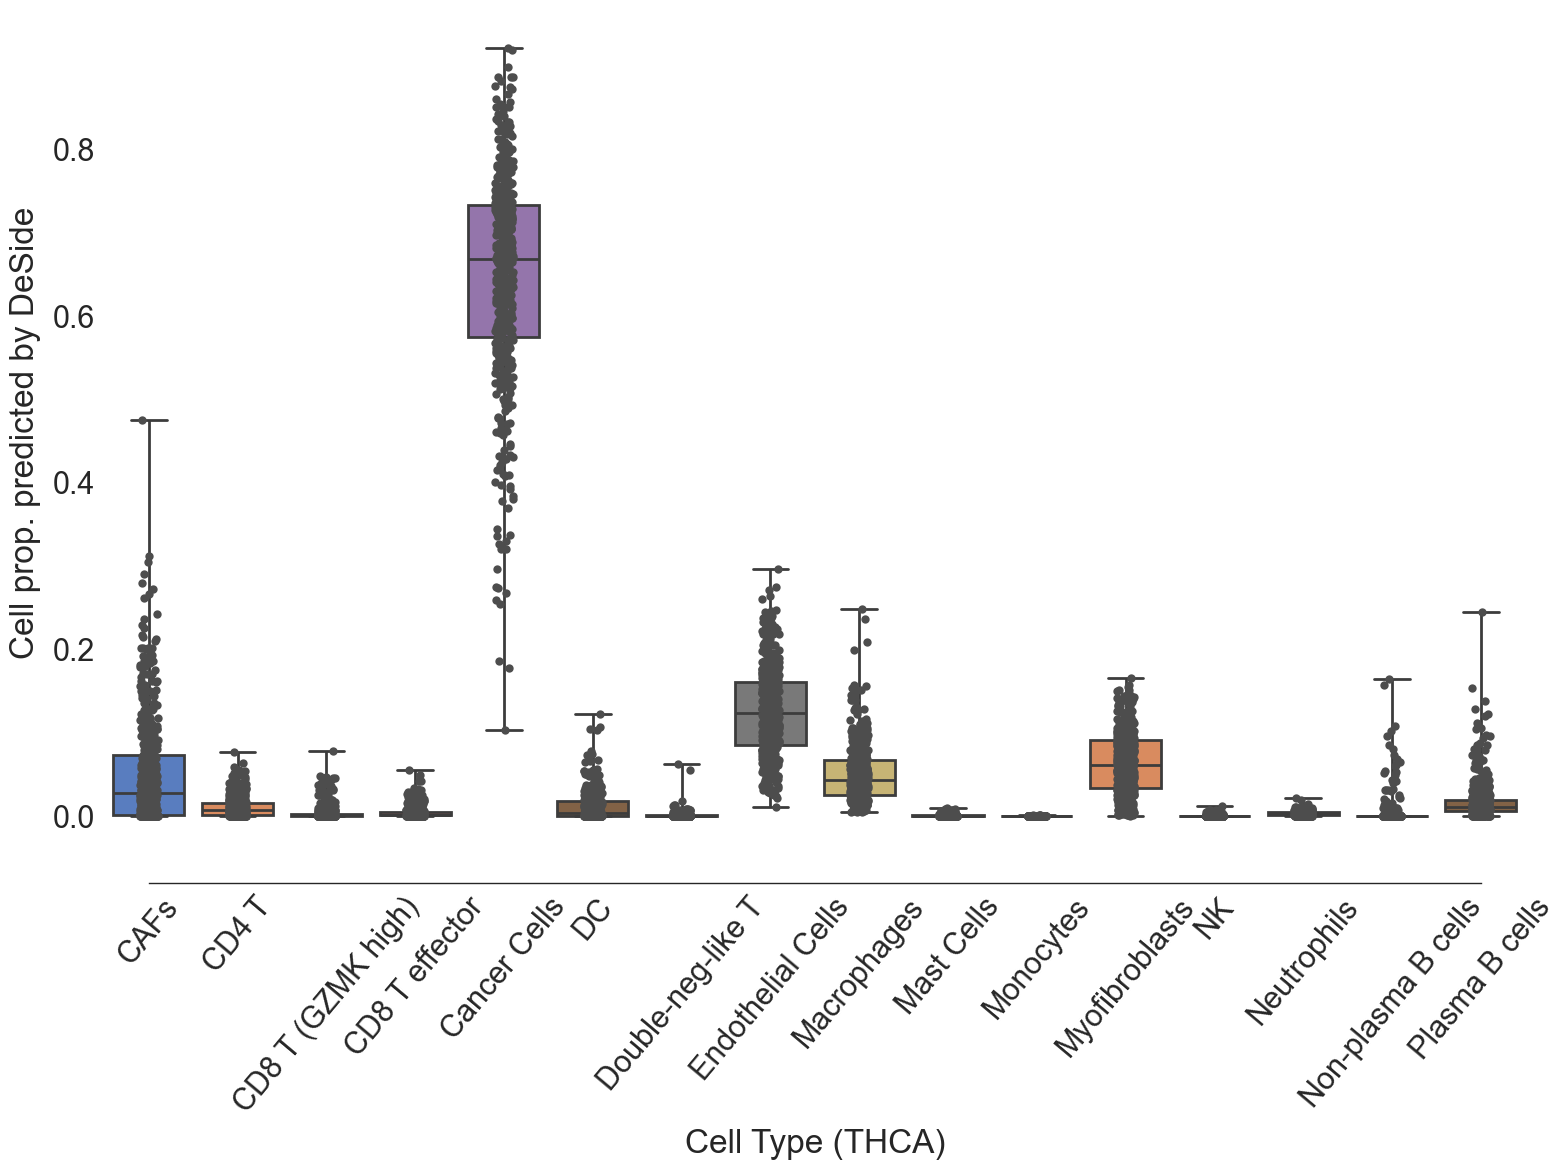 Cell prop. predicted by DeSide
0.8
0.6
0.4
0.2
0.0
CAFs
CD4 T
CD8 T (GZMK high)
CD8 T effector
Cancer Cells
DC
Double-neg-like T
Endothelial Cells
Macrophages
Mast Cells
Monocytes
Myofibroblasts
NK
Neutrophils
Non-plasma B cells
Plasma B cells
Cell Type (THCA)